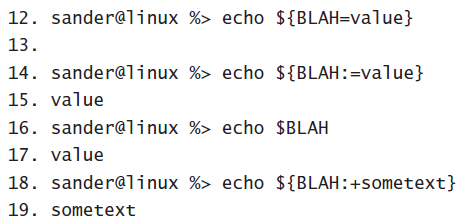 12. sander@linux %> echo ${BLAH=value}
13.
14. sander@linux %> echo ${BLAH:=value}
15. value
16. sander@linux %> echo $BLAH
17. value
18. sander@linux %> echo ${BLAH:+sometext}
19. sometext